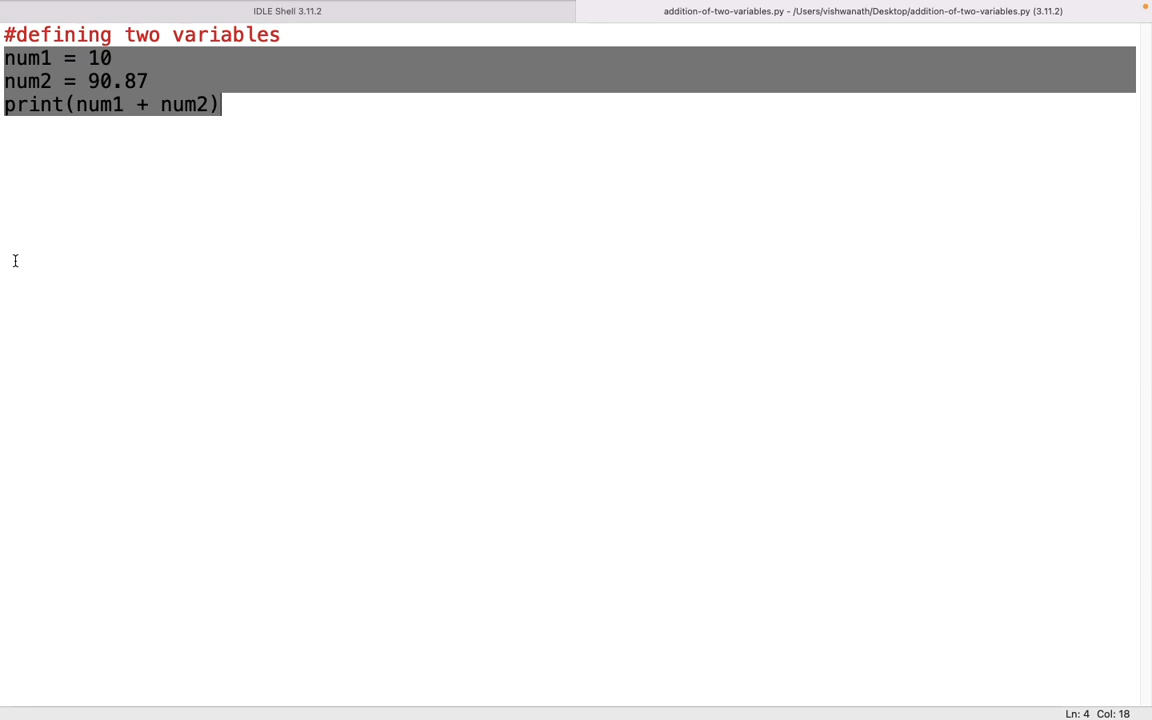 IDLE Shell 3.11.2
addition-of-two-variables.py - /Users/vishwanath/Desktop/addition-of-two-variables.py (3.11.2)
#defining two variables
num1 = 10
num2 = 90.87
print(num1 + num2)
Ln: 4 Col: 18